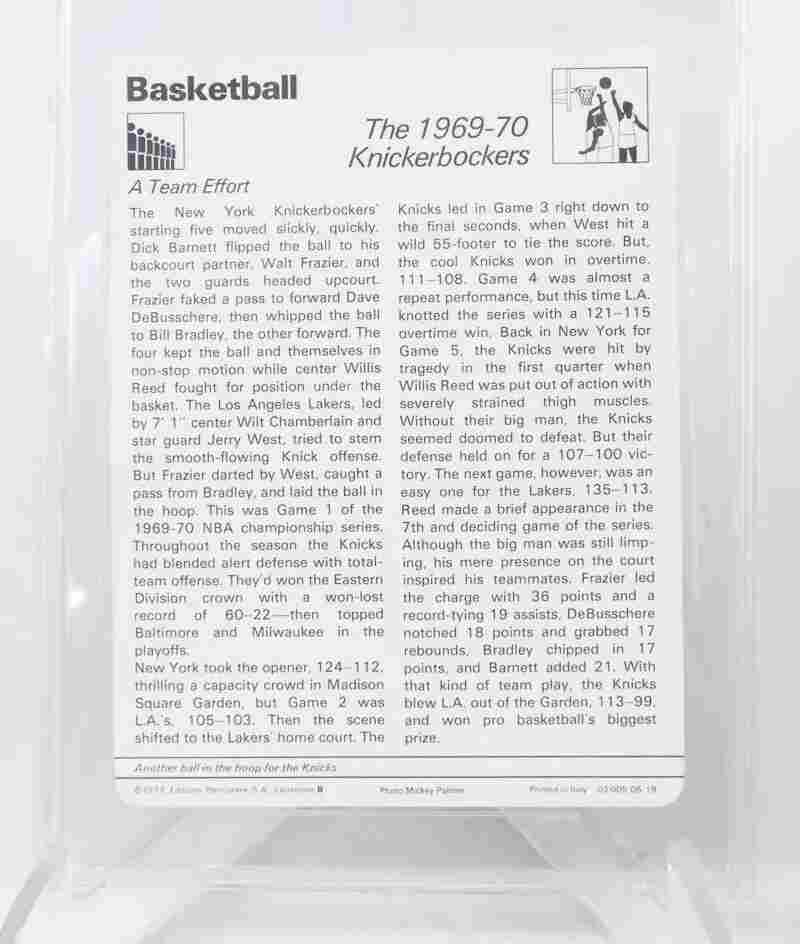 Basketball
The 1969-70
Knickerbockers
A Team Effort
The New York Knickerbockers'
starting five moved slickly, quickly.
Dick Barnett flipped the ball to his
backcourt partner, Walt Frazier, and
the two guards headed upcourt.
Frazier faked a pass to forward Dave
DeBusschere, then whipped the ball
to Bill Bradley, the other forward. The
four kept the ball and themselves in
non-stop motion while center Willis
Reed fought for position under the
basket. The Los Angeles Lakers, led
by 7' 1" center Wilt Chamberlain and
star guard Jerry West, tried to stem
the smooth-flowing Knick offense.
But Frazier darted by West, caught a
pass from Bradley, and laid the ball in
the hoop. This was Game 1 of the
1969-70 NBA championship series.
Throughout the season the Knicks
had blended alert defense with total-
team offense. They'd won the Eastern
Division crown with a won-lost
record of 60–22—then topped
Baltimore and Milwaukee in the
playoffs.
New York took the opener, 124–112,
thrilling a capacity crowd in Madison
Square Garden, but Game 2 was
L.A.'s, 105–103. Then the scene
shifted to the Lakers' home court. The
Knicks led in Game 3 right down to
the final seconds, when West hit a
wild 55-footer to tie the score. But,
the cool Knicks won in overtime,
111–108. Game 4 was almost a
repeat performance, but this time L.A.
knotted the series with a 121–115
overtime win. Back in New York for
Game 5, the Knicks were hit by
tragedy in the first quarter when
Willis Reed was put out of action with
severely strained thigh muscles.
Without their big man, the Knicks
seemed doomed to defeat. But their
defense held on for a 107–100 vic-
tory. The next game, however, was an
easy one for the Lakers, 135–113.
Reed made a brief appearance in the
7th and deciding game of the series.
Although the big man was still limp-
ing, his mere presence on the court
inspired his teammates. Frazier led
the charge with 36 points and a
record-tying 19 assists. DeBusschere
notched 18 points and grabbed 17
rebounds, Bradley chipped in 17
points, and Barnett added 21. With
that kind of team play, the Knicks
blew L.A. out of the Garden, 113–99,
and won pro basketball's biggest
prize.
Another ball in the hoop for the Knicks
Photo Mickey Palmer
Printed in Italy 03 005 06 19